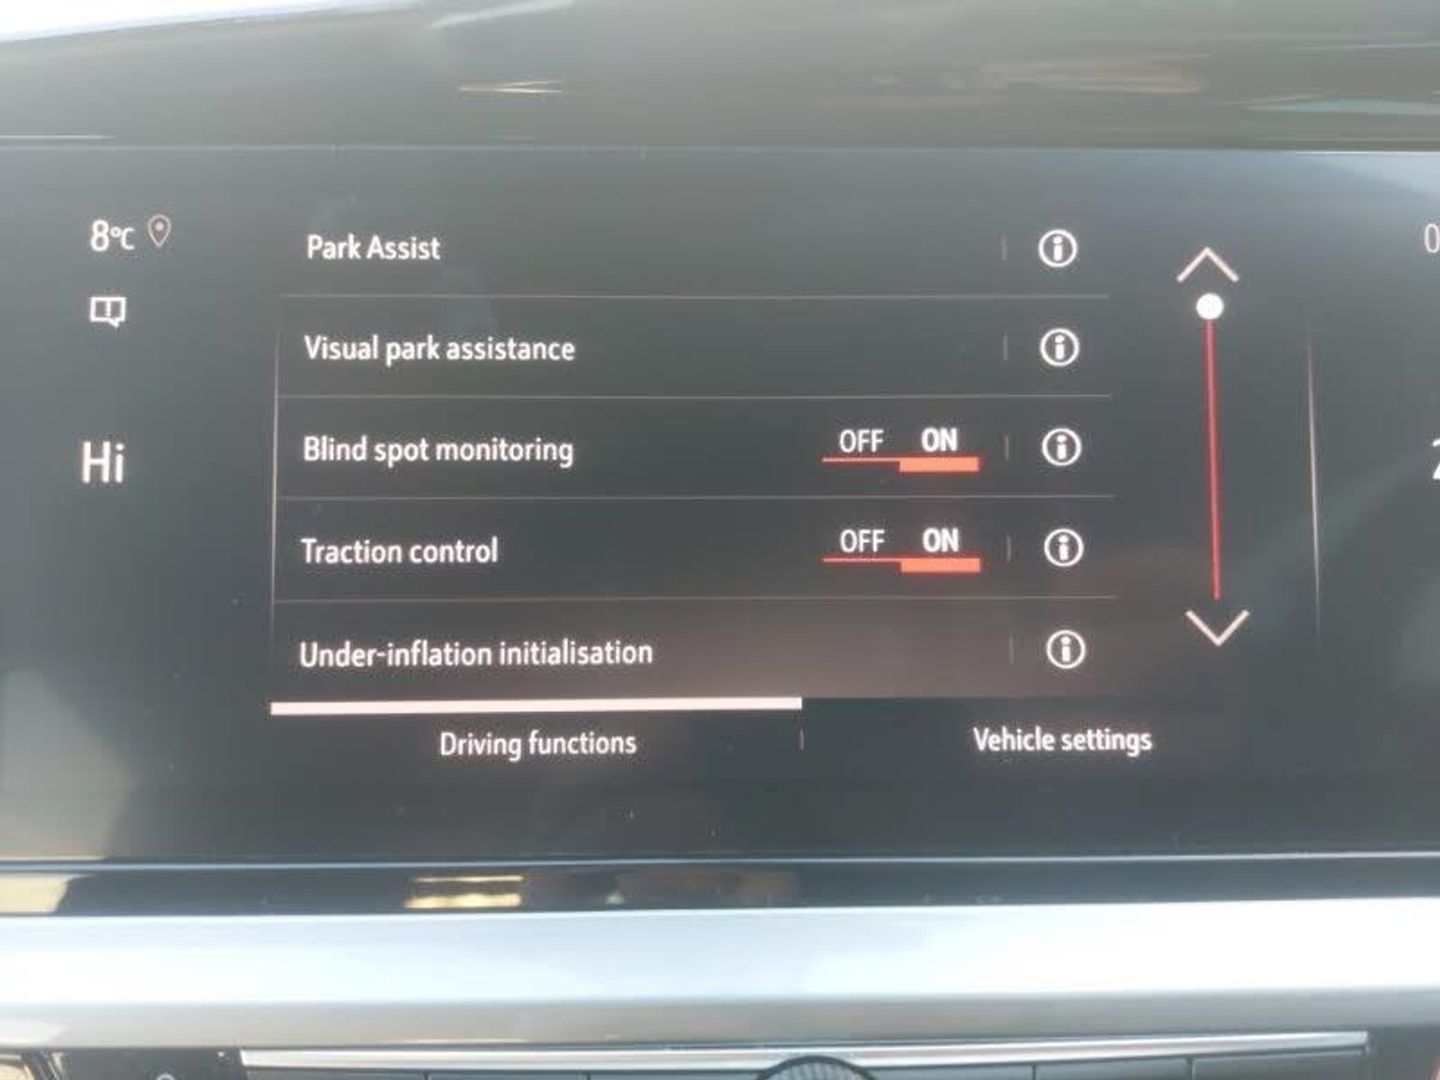 8°C
Park Assist
Visual park assistance
Hi
Blind spot monitoring OFF ON
Traction control OFF ON
Under-inflation initialisation
Driving functions
Vehicle settings